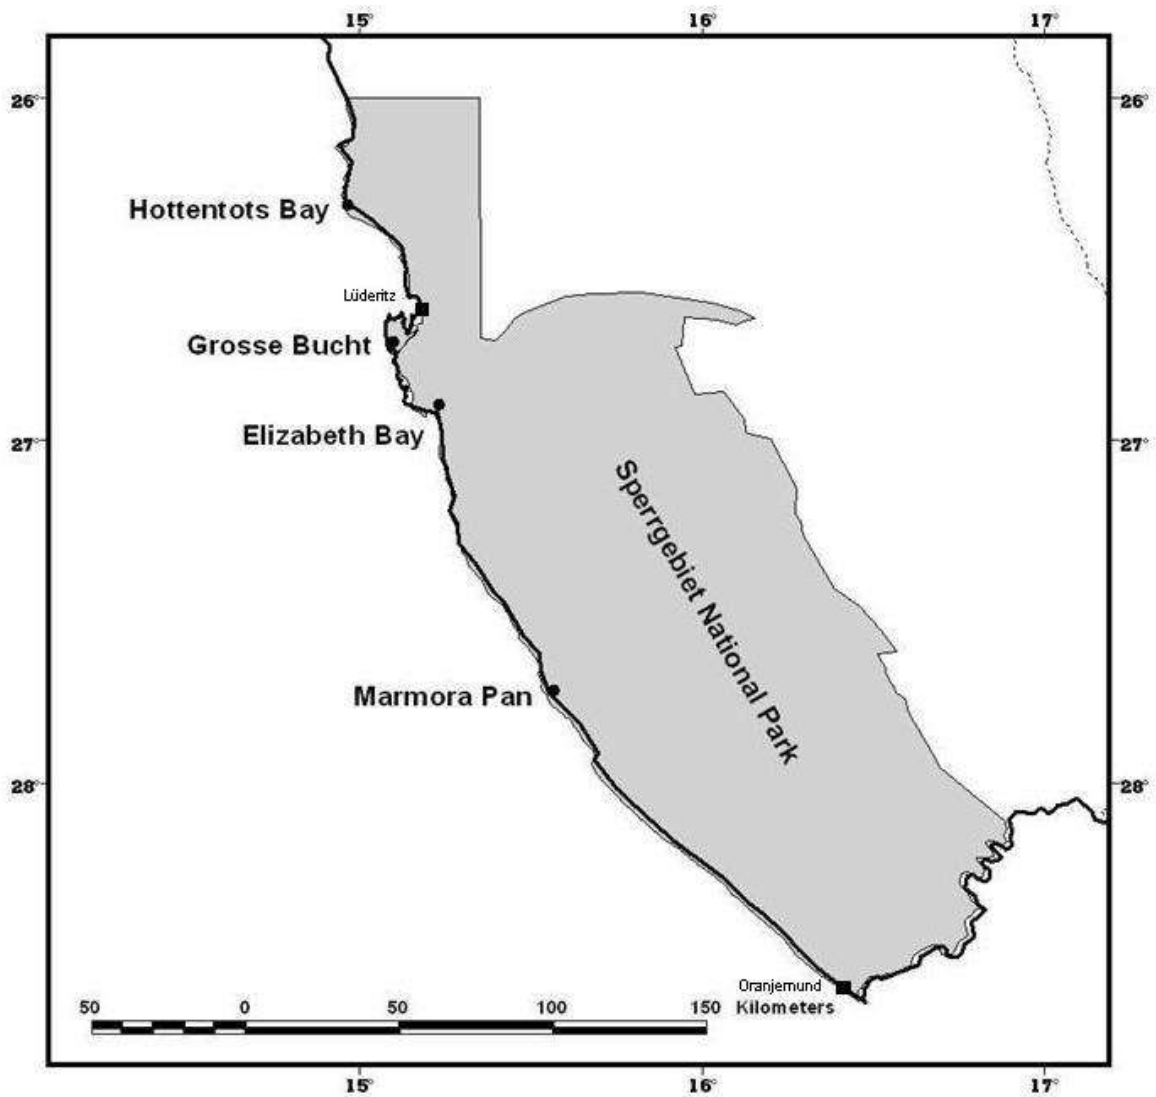 15° 16° 17°
26° 26°
Hottentots Bay
Lüderitz
Grosse Bucht
Elizabeth Bay
27° 27°
Sperrgebiet National Park
Marmora Pan
28° 28°
Oranjemund
50 0 50 100 150 Kilometers
15° 16° 17°